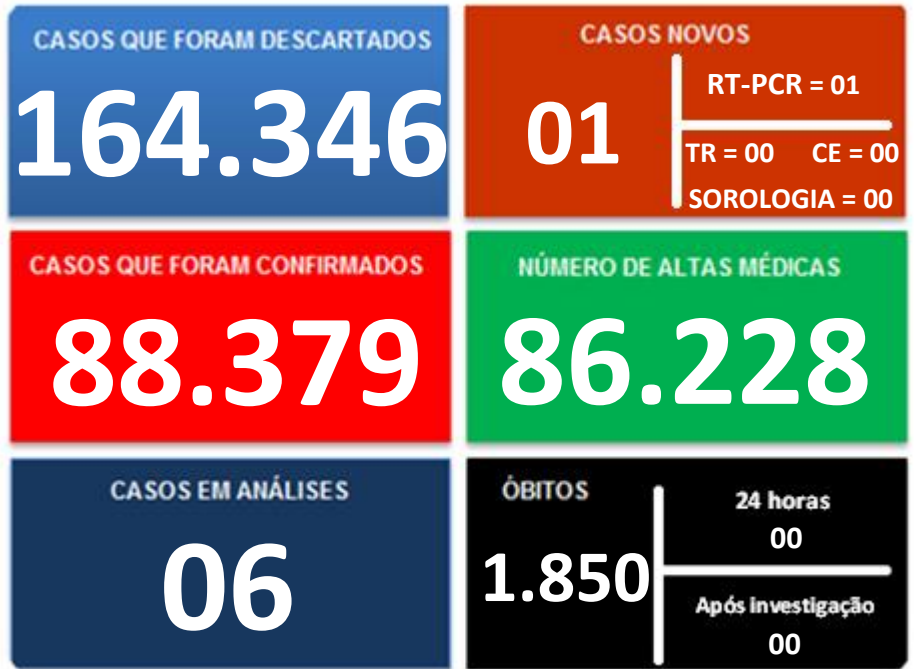 CASOS QUE FORAM DESCARTADOS
164.346
CASOS NOVOS
01
RT-PCR = 01
TR = 00 CE = 00
SOROLOGIA = 00
CASOS QUE FORAM CONFIRMADOS
88.379
NÚMERO DE ALTAS MÉDICAS
86.228
CASOS EM ANÁLISES
06
ÓBITOS
1.850
24 horas
00
Após investigação
00